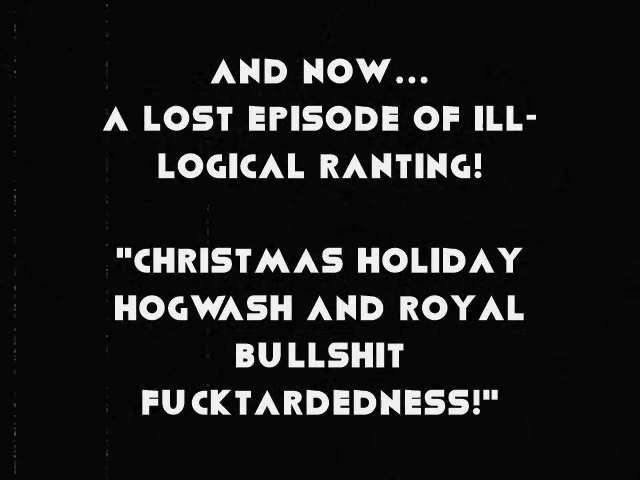 AND NOW...
A LOST EPISODE OF ILL-
LOGICAL RANTING!
"CHRISTMAS HOLIDAY
HOGWASH AND ROYAL
BULLSHIT
FUCKTARDEDNESS!"